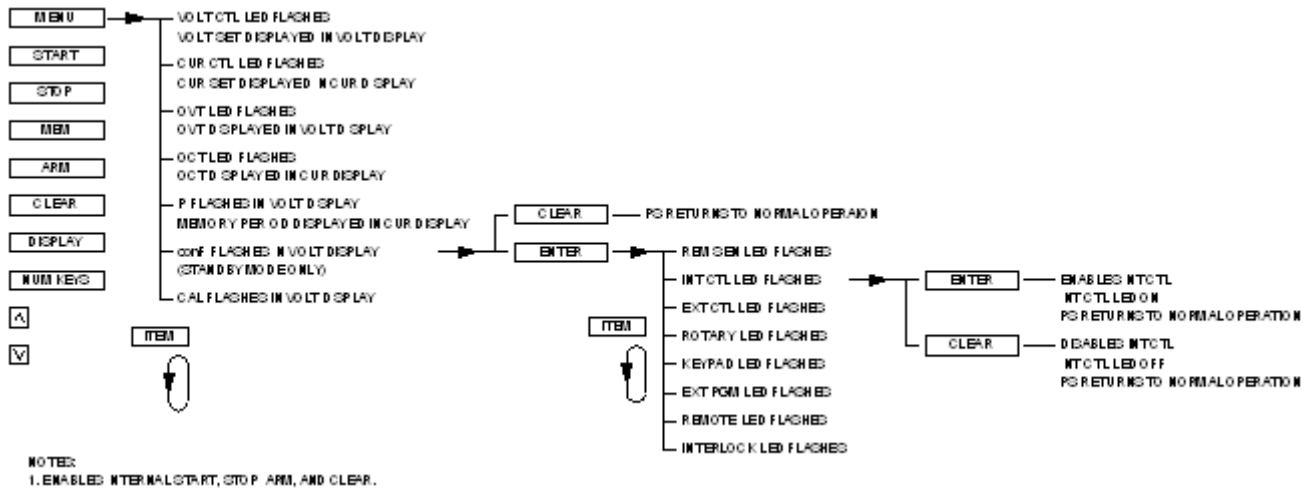 MENU
START
STOP
MEM
ARM
CLEAR
DISPLAY
NUM KEYS
VOLT CTL LED FLASHES
VOLT SET DISPLAYED IN VOLT DISPLAY
CUR CTL LED FLASHES
CUR SET DISPLAYED IN CUR DISPLAY
OVT LED FLASHES
OVT DISPLAYED IN VOLT DISPLAY
OCT LED FLASHES
OCT DISPLAYED IN CUR DISPLAY
P FLASHES IN VOLT DISPLAY
MEMORY PERIOD DISPLAYED IN CUR DISPLAY
conF FLASHES IN VOLT DISPLAY
(STANDBY MODE ONLY)
CAL FLASHES IN VOLT DISPLAY
ITEM
CLEAR
PS RETURNS TO NORMAL OPERAION
ENTER
REM SEN LED FLASHES
INT CTL LED FLASHES
EXT CTL LED FLASHES
ROTARY LED FLASHES
KEYPAD LED FLASHES
EXT PGM LED FLASHES
REMOTE LED FLASHES
INTERLOCK LED FLASHES
ITEM
ENTER
ENABLES INT CTL
INT CTL LED ON
PS RETURNS TO NORMAL OPERATION
CLEAR
DISABLES INT CTL
INT CTL LED OFF
PS RETURNS TO NORMAL OPERATION
NOTES:
1. ENABLES INTERNAL START, STOP ARM, AND CLEAR.